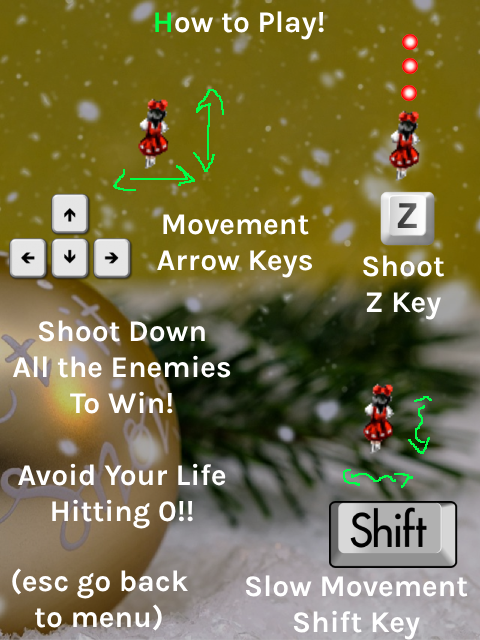 How to Play!
Movement
Arrow Keys
Z
Shoot
Z Key
Shoot Down
All the Enemies
To Win!
Avoid Your Life
Hitting 0!!
Shift
Slow Movement
Shift Key
(esc go back
to menu)